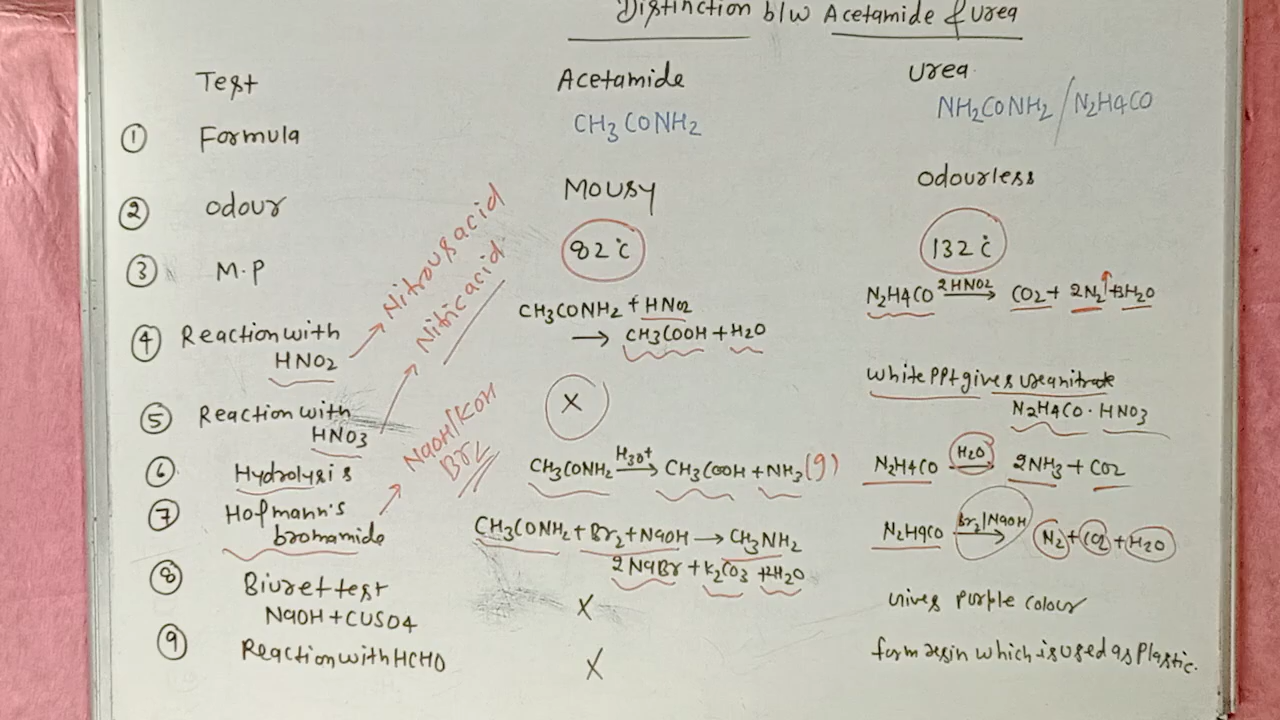 Distinction b/w Acetamide & Urea
Test Acetamide Urea
① Formula CH3CONH2 NH2CONH2/N2H4CO
② Odour Mousy Odourless
③ M.P 82°C 132°C
④ Reaction with HNO2 → Nitrous acid
CH3CONH2 + HNO2
→ CH3COOH + H2O
N2H4CO 2HNO2 → CO2 + 2N2↑ + 3H2O
⑤ Reaction with HNO3 → Nitric acid
X
White PPt gives urea nitrate
N2H4CO · HNO3
⑥ Hydrolysis
CH3CONH2 H3O+ → CH3COOH + NH3(g)
N2H4CO H2O → 2NH3 + CO2
⑦ Hofmann's
bromamide → NaOH/KOH
Br2
CH3CONH2 + Br2 + NaOH → CH3NH2
2NaBr + K2CO3 + 2H2O
N2H4CO Br2/NaOH → N2 + CO2 + H2O
⑧ Biuret test
NaOH + CUSO4
X
Gives Purple Colour
⑨ Reaction with HCHO
X
form resin which is used as Plastic.